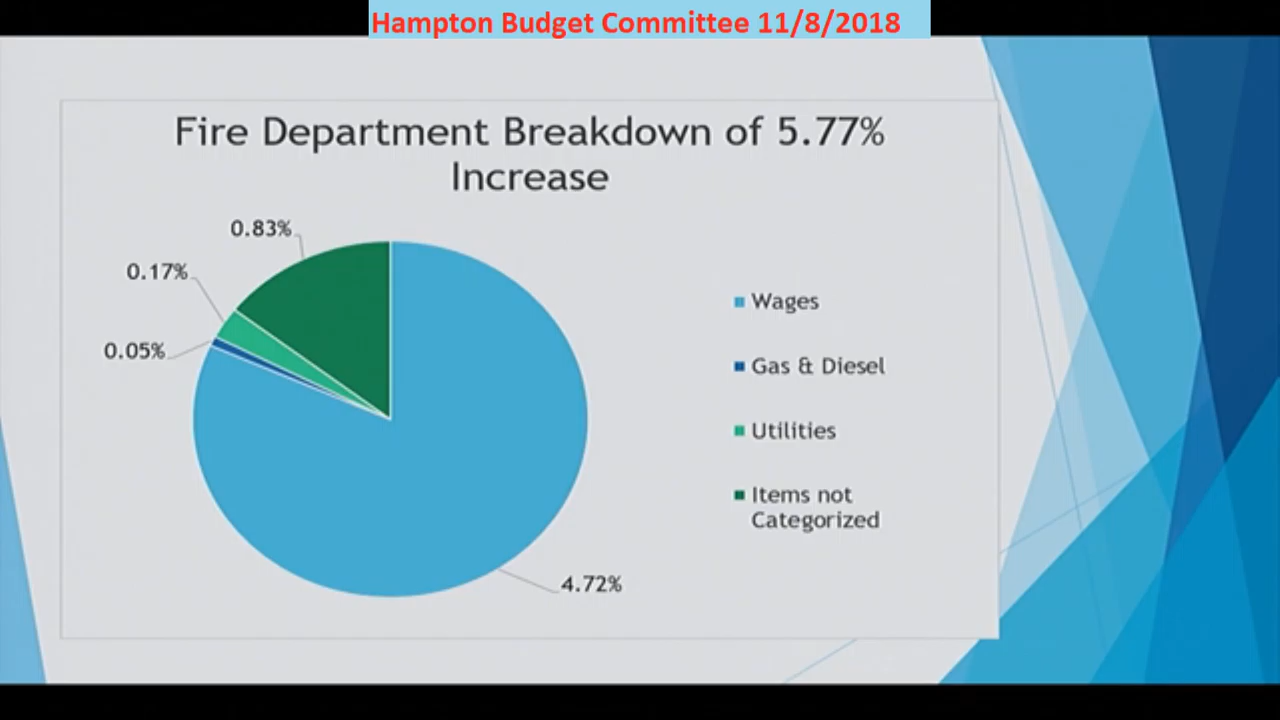 Hampton Budget Committee 11/8/2018
Fire Department Breakdown of 5.77%
Increase
0.83%
0.17%
0.05%
4.72%
Wages
Gas & Diesel
Utilities
Items not
Categorized